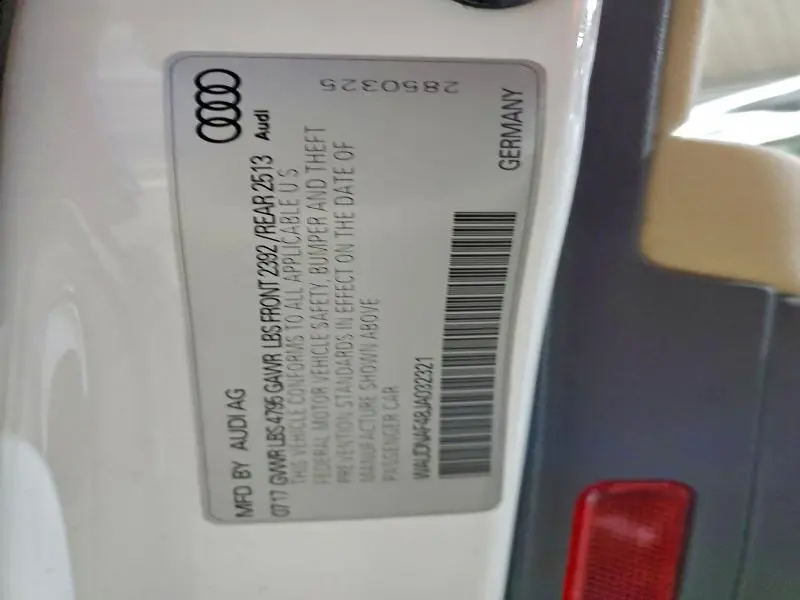 MFD BY AUDI AG
07 17 GVWR LBS 4795 GAWR LBS FRONT 2392 / REAR 2513
THIS VEHICLE CONFORMS TO ALL APPLICABLE U S
FEDERAL MOTOR VEHICLE SAFETY, BUMPER AND THEFT
PREVENTION STANDARDS IN EFFECT ON THE DATE OF
MANUFACTURE SHOWN ABOVE
PASSENGER CAR
WAUDNAF48JA032321
GERMANY
Audi
2850325